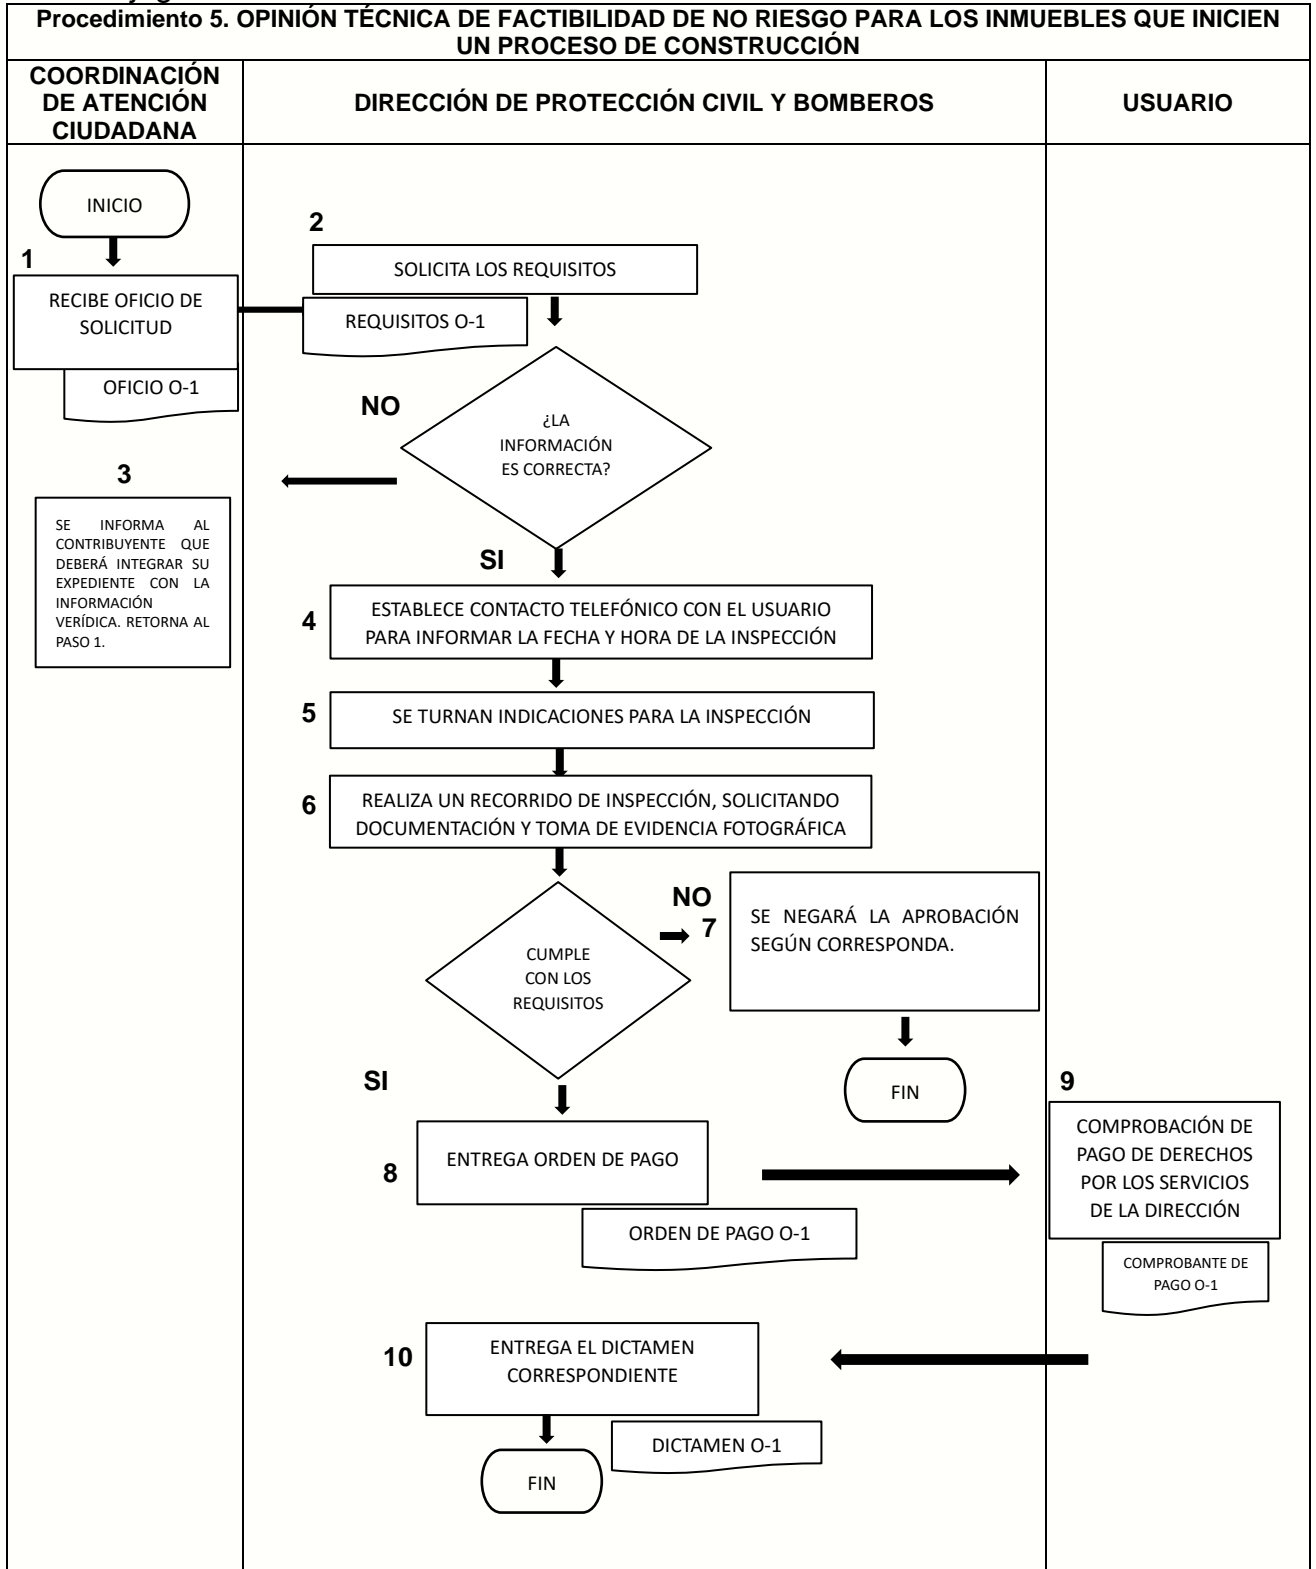 Procedimiento 5. OPINIÓN TÉCNICA DE FACTIBILIDAD DE NO RIESGO PARA LOS INMUEBLES QUE INICIEN
UN PROCESO DE CONSTRUCCIÓN
COORDINACIÓN
DE ATENCIÓN
CIUDADANA
DIRECCIÓN DE PROTECCIÓN CIVIL Y BOMBEROS
USUARIO
INICIO
1
RECIBE OFICIO DE
SOLICITUD
OFICIO O-1
2
SOLICITA LOS REQUISITOS
REQUISITOS O-1
¿LA
INFORMACIÓN
ES CORRECTA?
NO
3
SE INFORMA AL
CONTRIBUYENTE QUE
DEBERÁ INTEGRAR SU
EXPEDIENTE CON LA
INFORMACIÓN
VERÍDICA. RETORNA AL
PASO 1.
SI
4
ESTABLECE CONTACTO TELEFÓNICO CON EL USUARIO
PARA INFORMAR LA FECHA Y HORA DE LA INSPECCIÓN
5
SE TURNAN INDICACIONES PARA LA INSPECCIÓN
6
REALIZA UN RECORRIDO DE INSPECCIÓN, SOLICITANDO
DOCUMENTACIÓN Y TOMA DE EVIDENCIA FOTOGRÁFICA
CUMPLE
CON LOS
REQUISITOS
NO
7
SE NEGARÁ LA APROBACIÓN
SEGÚN CORRESPONDA.
FIN
SI
8
ENTREGA ORDEN DE PAGO
ORDEN DE PAGO O-1
9
COMPROBACIÓN DE
PAGO DE DERECHOS
POR LOS SERVICIOS
DE LA DIRECCIÓN
COMPROBANTE DE
PAGO O-1
10
ENTREGA EL DICTAMEN
CORRESPONDIENTE
DICTAMEN O-1
FIN